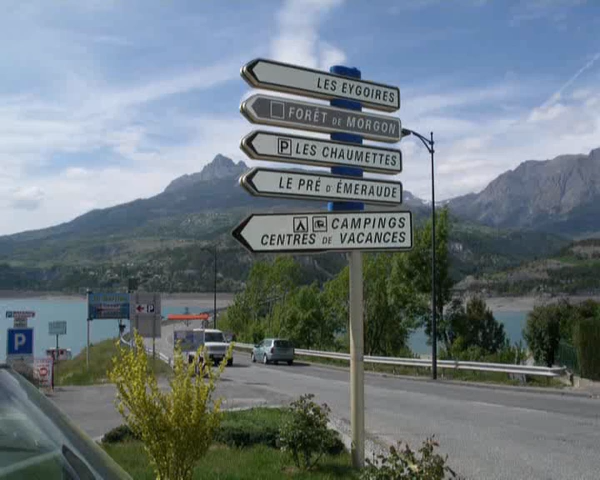 LES EYGOIRES
FORÊT DE MORGON
P LES CHAUMETTES
LE PRÉ D'ÉMERAUDE
CAMPINGS
CENTRES DE VACANCES
P
P